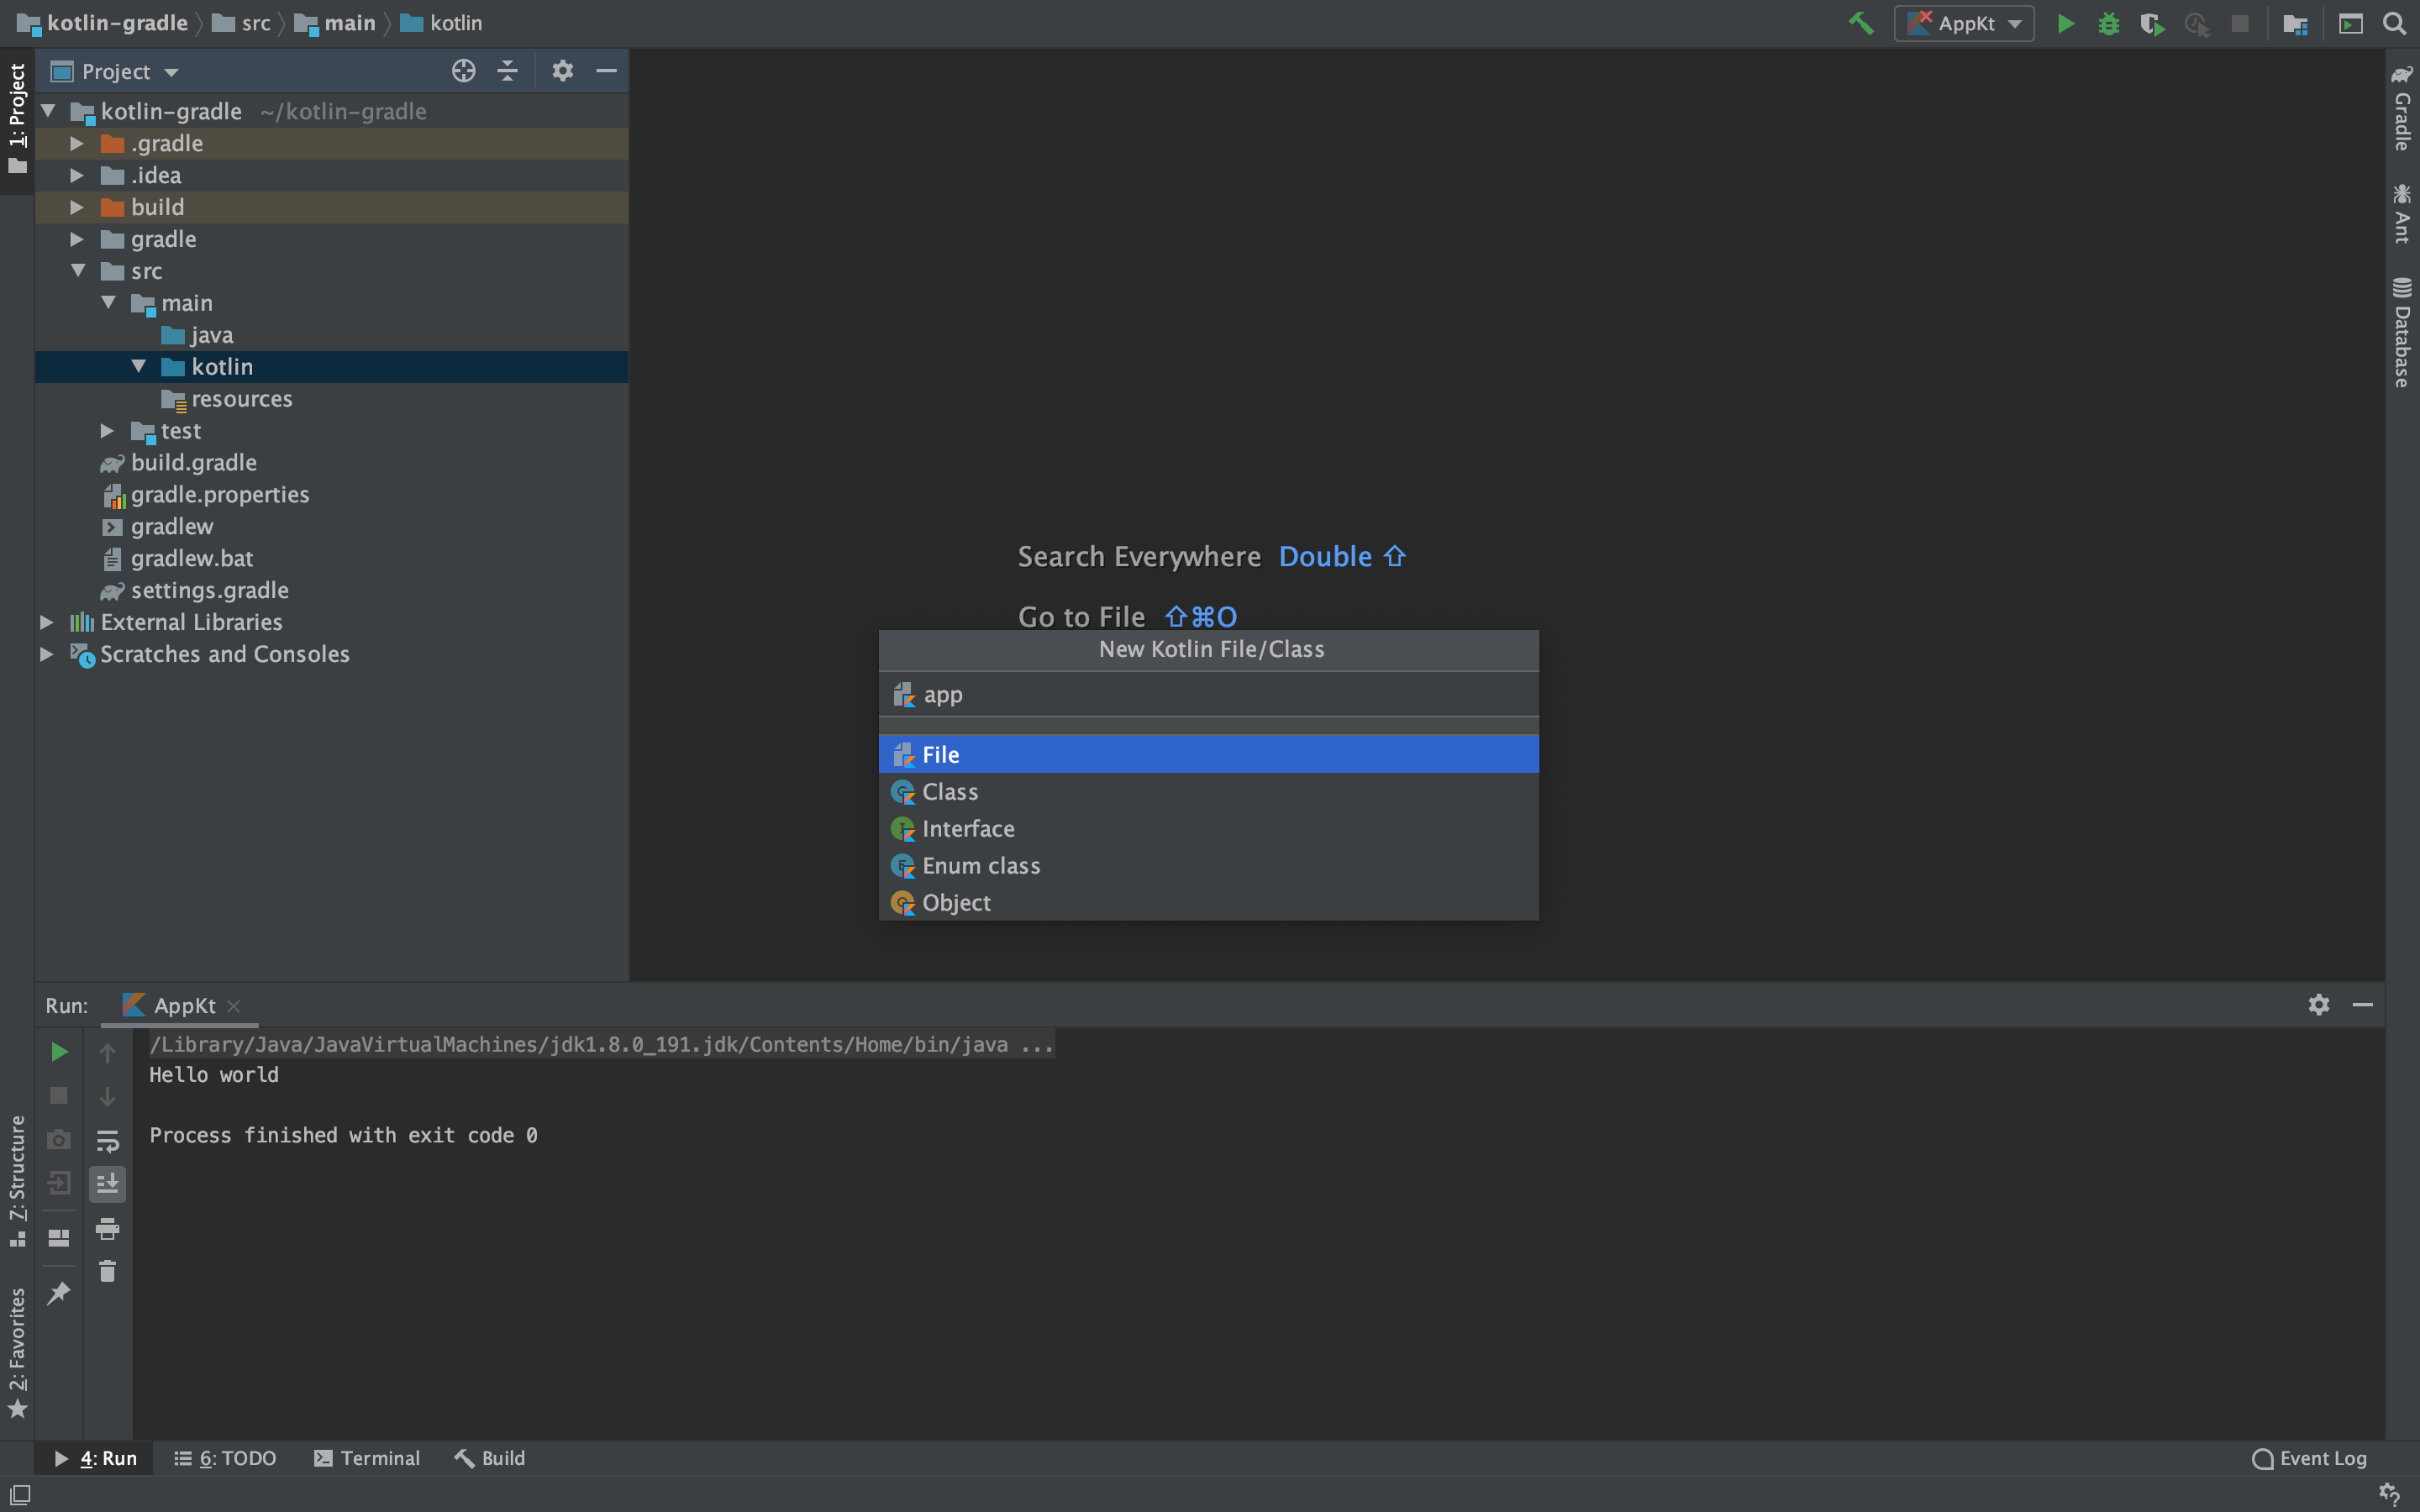 kotlin-gradle src main kotlin
AppKt
1: Project
Project
kotlin-gradle ~/kotlin-gradle
.gradle
.idea
build
gradle
src
main
java
kotlin
resources
test
build.gradle
gradle.properties
gradlew
gradlew.bat
settings.gradle
External Libraries
Scratches and Consoles
Search Everywhere Double ⇧
Go to File ⇧⌘O
New Kotlin File/Class
app
File
Class
Interface
Enum class
Object
Gradle
Ant
Database
Run: AppKt
/Library/Java/JavaVirtualMachines/jdk1.8.0_191.jdk/Contents/Home/bin/java ...
Hello world
Process finished with exit code 0
7: Structure
2: Favorites
4: Run 6: TODO Terminal Build Event Log